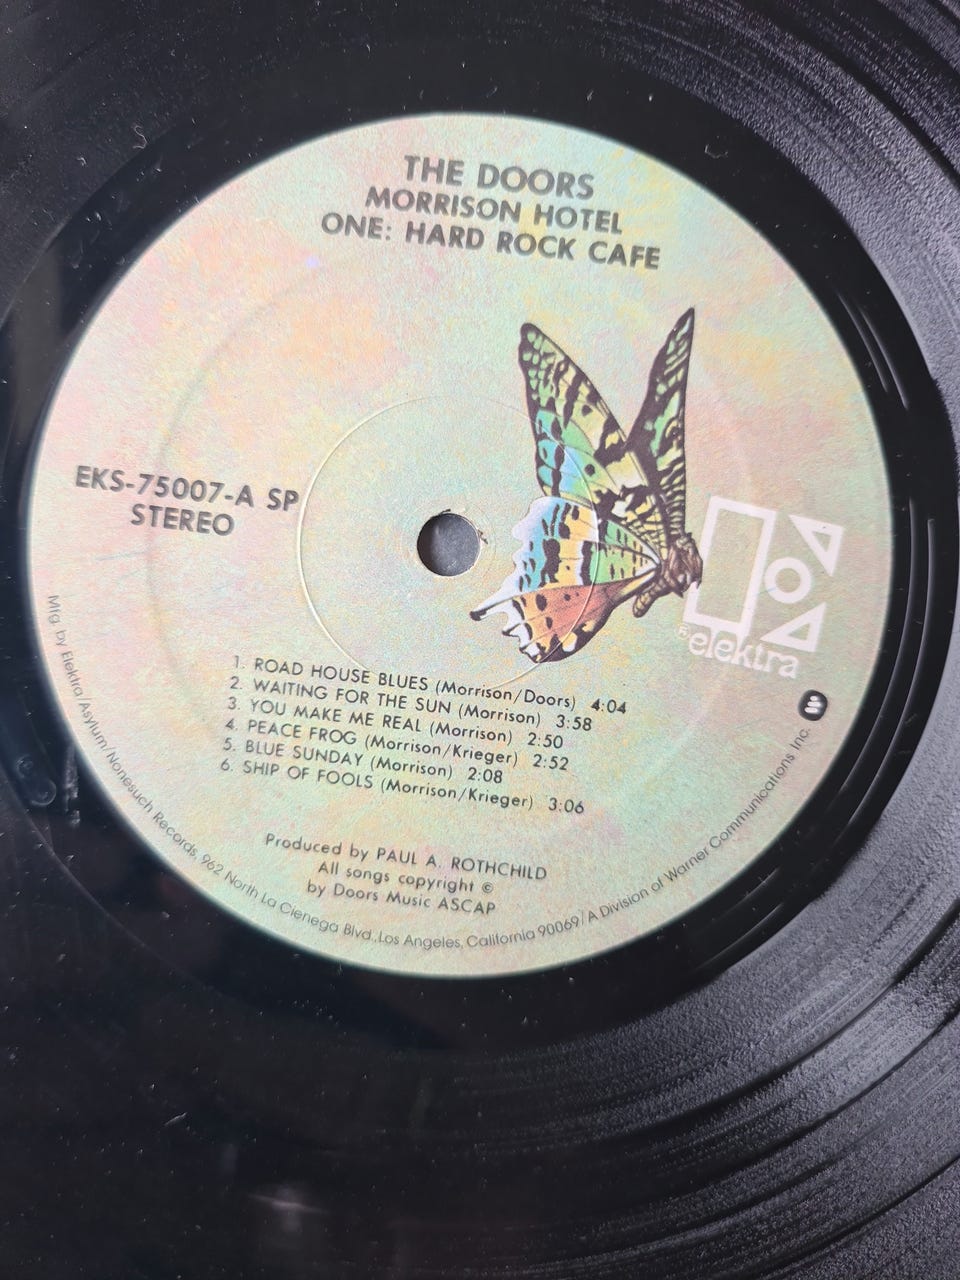 THE DOORS
MORRISON HOTEL
ONE: HARD ROCK CAFE
EKS-75007-A SP
STEREO
® elektra
1. ROAD HOUSE BLUES (Morrison/Doors) 4:04
2. WAITING FOR THE SUN (Morrison) 3:58
3. YOU MAKE ME REAL (Morrison) 2:50
4. PEACE FROG (Morrison/Krieger) 2:52
5. BLUE SUNDAY (Morrison) 2:08
6. SHIP OF FOOLS (Morrison/Krieger) 3:06
Produced by PAUL A. ROTHCHILD
All songs copyright ©
by Doors Music ASCAP
Mfg. by Elektra/Asylum/Nonesuch Records, 962 North La Cienega Blvd., Los Angeles, California 90069/A Division of Warner Communications Inc.